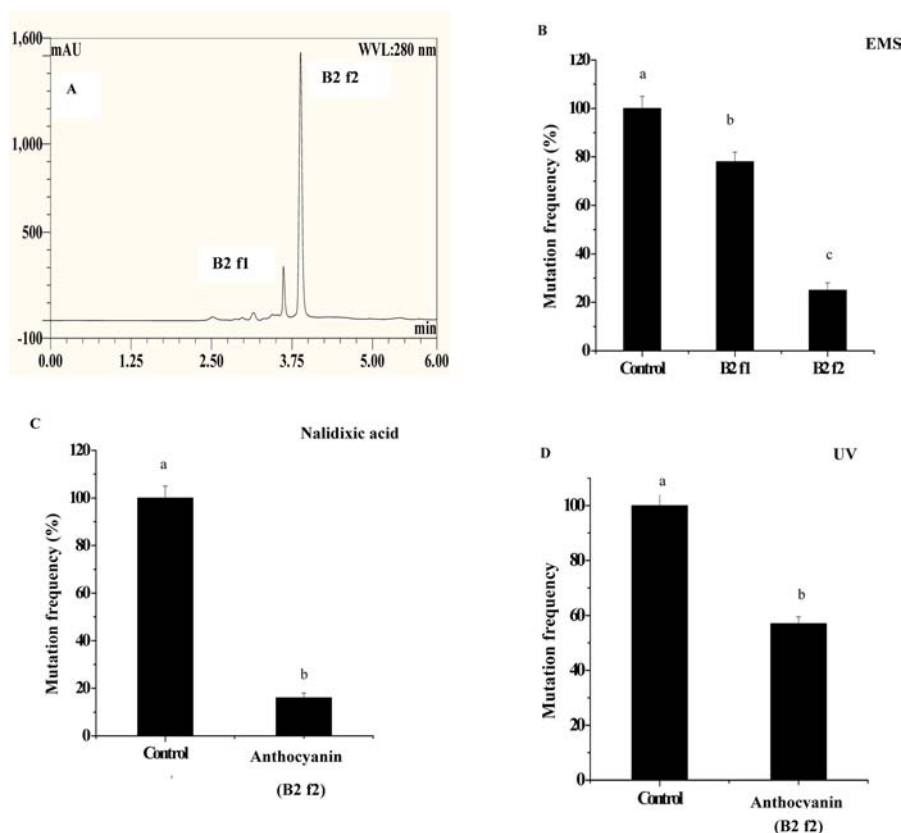 1,600
mAU
WVL:280 nm
A
B2 f2
1,000
500
B2 f1
-100
min
0.00 1.25 2.50 3.75 5.00 6.00
B
EMS
120
100
80
60
40
20
0
Mutation frequency (%)
a
b
c
Control B2 f1 B2 f2
C
Nalidixic acid
120
100
80
60
40
20
0
Mutation frequency (%)
a
b
Control Anthocyanin
(B2 f2)
D
UV
100
80
60
40
20
0
Mutation frequency
a
b
Control Anthocyanin
(B2 f2)